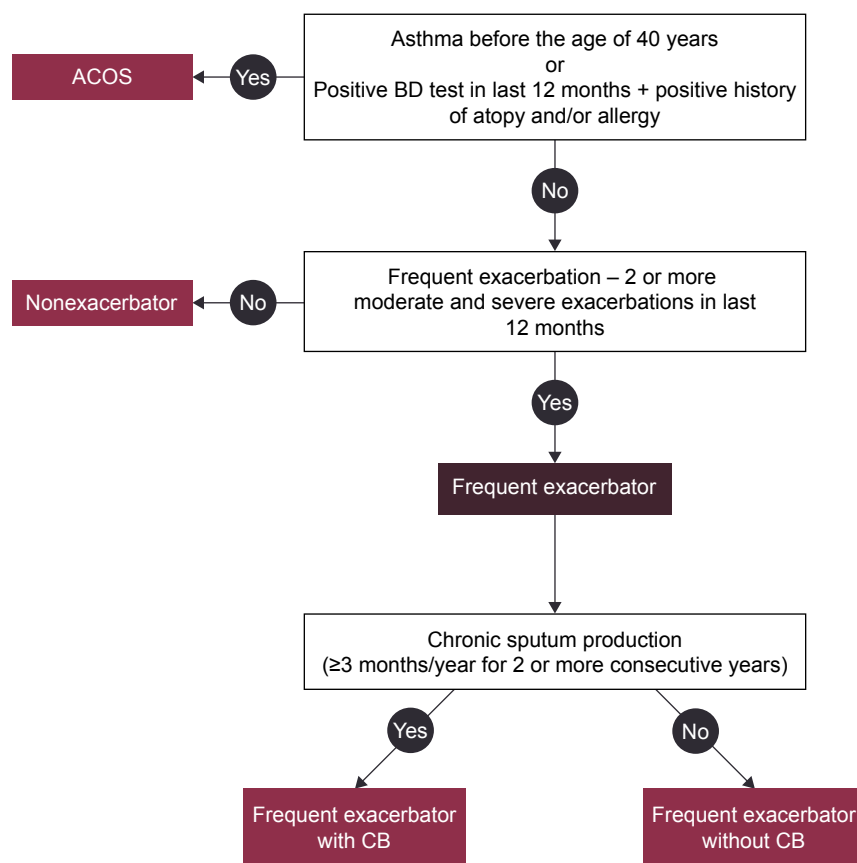 Asthma before the age of 40 years
or
Positive BD test in last 12 months + positive history
of atopy and/or allergy
Yes
ACOS
No
Frequent exacerbation – 2 or more
moderate and severe exacerbations in last
12 months
No
Nonexacerbator
Yes
Frequent exacerbator
Chronic sputum production
(≥3 months/year for 2 or more consecutive years)
Yes
No
Frequent exacerbator
with CB
Frequent exacerbator
without CB